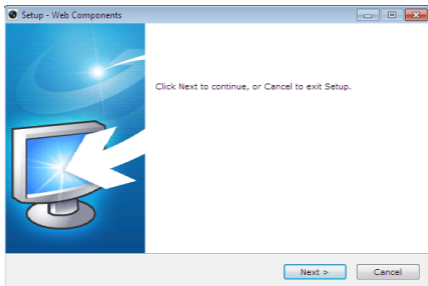 Setup - Web Components
Click Next to continue, or Cancel to exit Setup.
Next >
Cancel